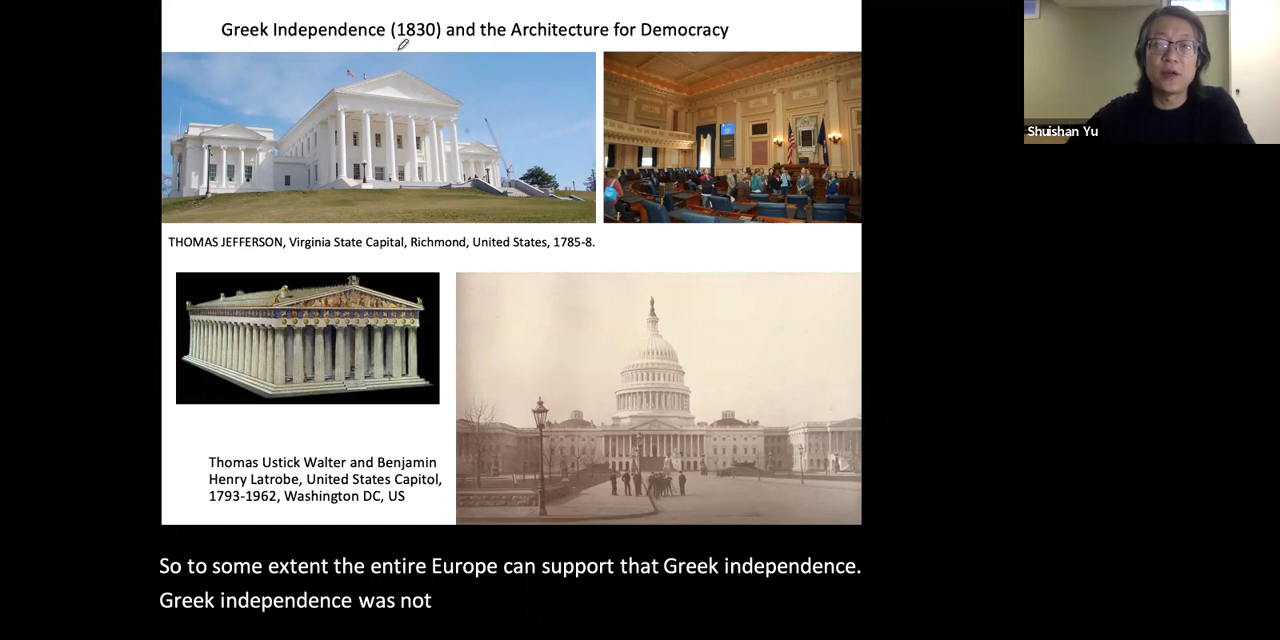 Greek Independence (1830) and the Architecture for Democracy
Shuishan Yu
THOMAS JEFFERSON, Virginia State Capital, Richmond, United States, 1785-8.
Thomas Ustick Walter and Benjamin
Henry Latrobe, United States Capitol,
1793-1962, Washington DC, US
So to some extent the entire Europe can support that Greek independence.
Greek independence was not